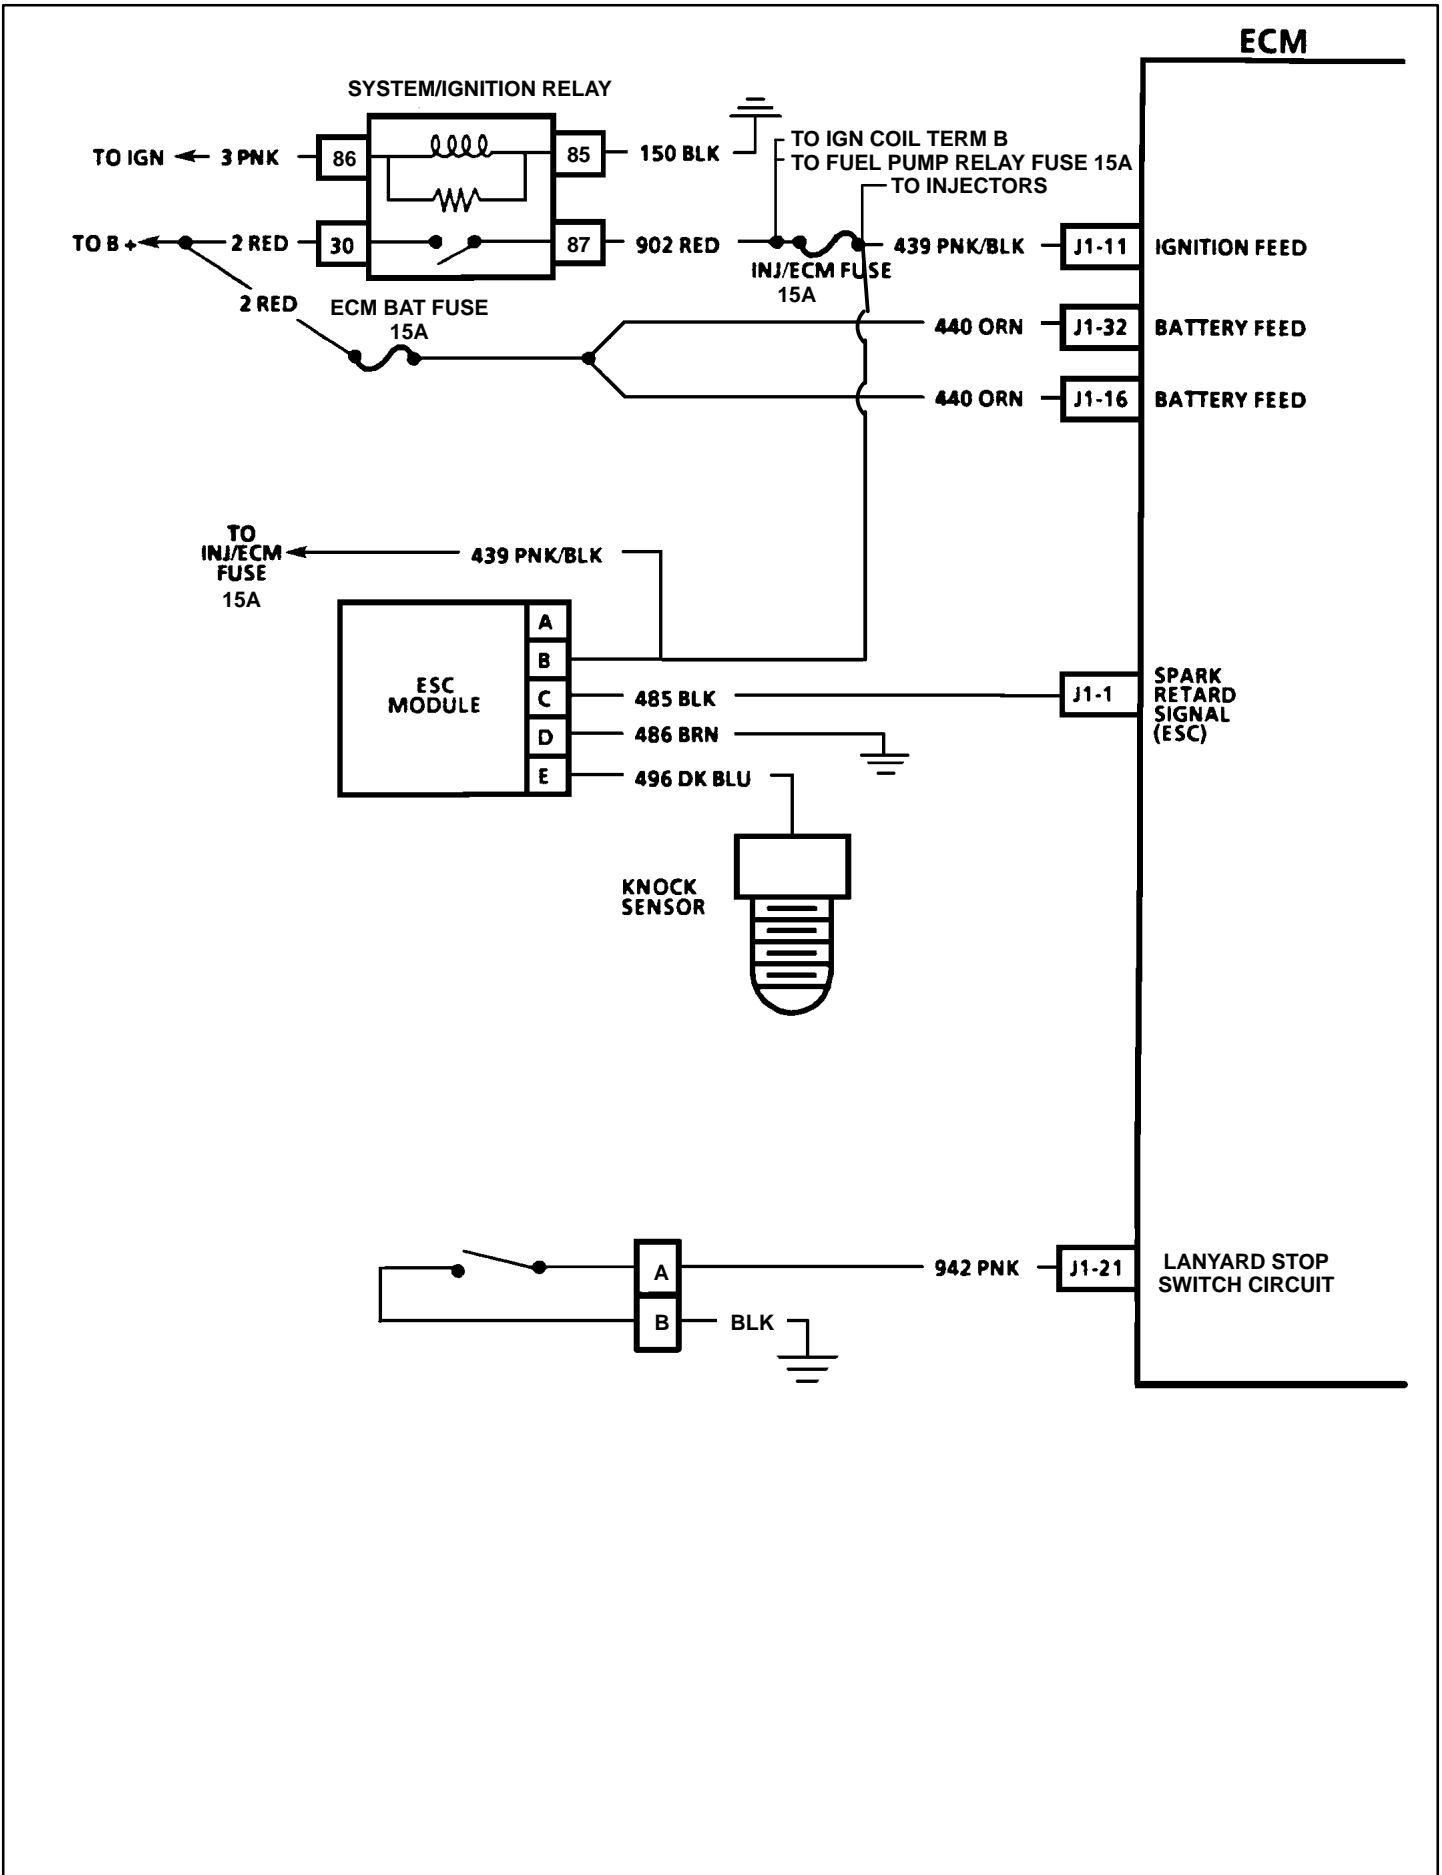 ECM
SYSTEM/IGNITION RELAY
TO IGN
3 PNK
86
85
150 BLK
TO IGN COIL TERM B
TO FUEL PUMP RELAY FUSE 15A
TO INJECTORS
TO B +
2 RED
30
87
902 RED
INJ/ECM FUSE
15A
439 PNK/BLK
J1-11
IGNITION FEED
2 RED
ECM BAT FUSE
15A
440 ORN
J1-32
BATTERY FEED
440 ORN
J1-16
BATTERY FEED
TO
INJ/ECM
FUSE
15A
439 PNK/BLK
ESC
MODULE
A
B
C
D
E
485 BLK
J1-1
SPARK
RETARD
SIGNAL
(ESC)
486 BRN
496 DK BLU
KNOCK
SENSOR
A
B
942 PNK
J1-21
LANYARD STOP
SWITCH CIRCUIT
BLK